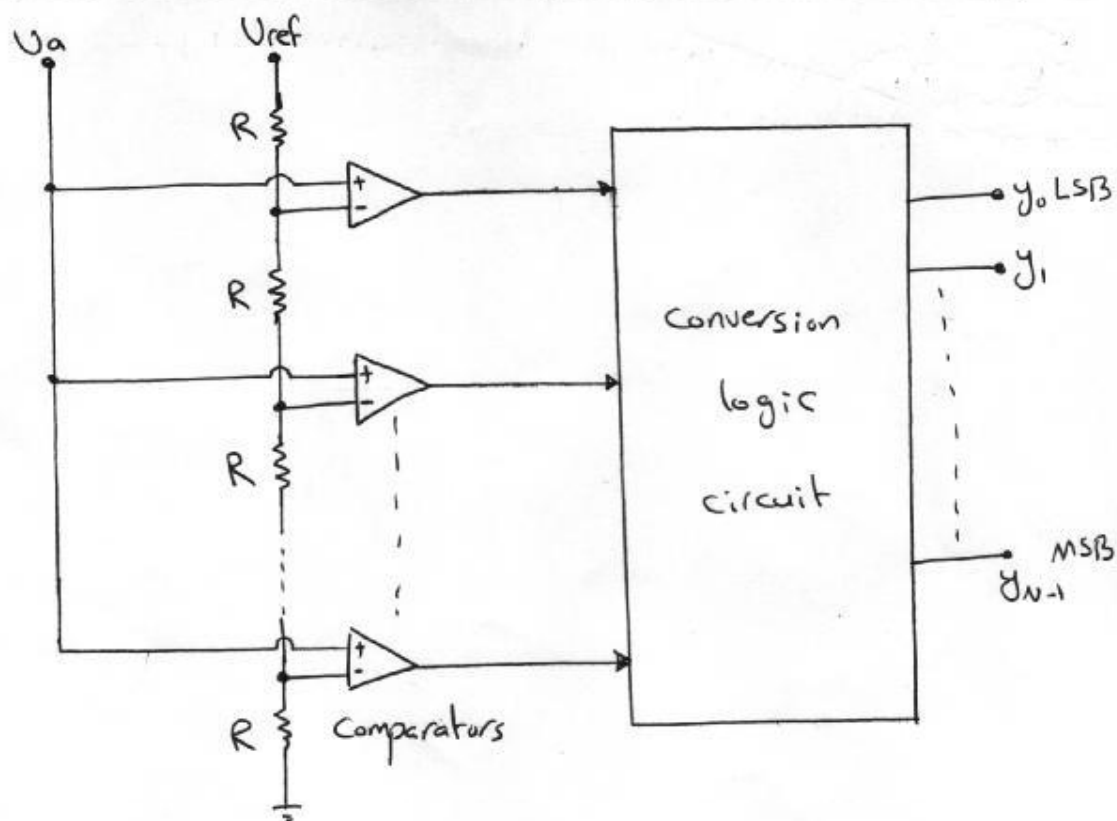 Va
Vref
R
+
-
y₀ LSB
R
y₁
+
-
Conversion
logic
circuit
R
MSB
yN-1
+
-
R
Comparators